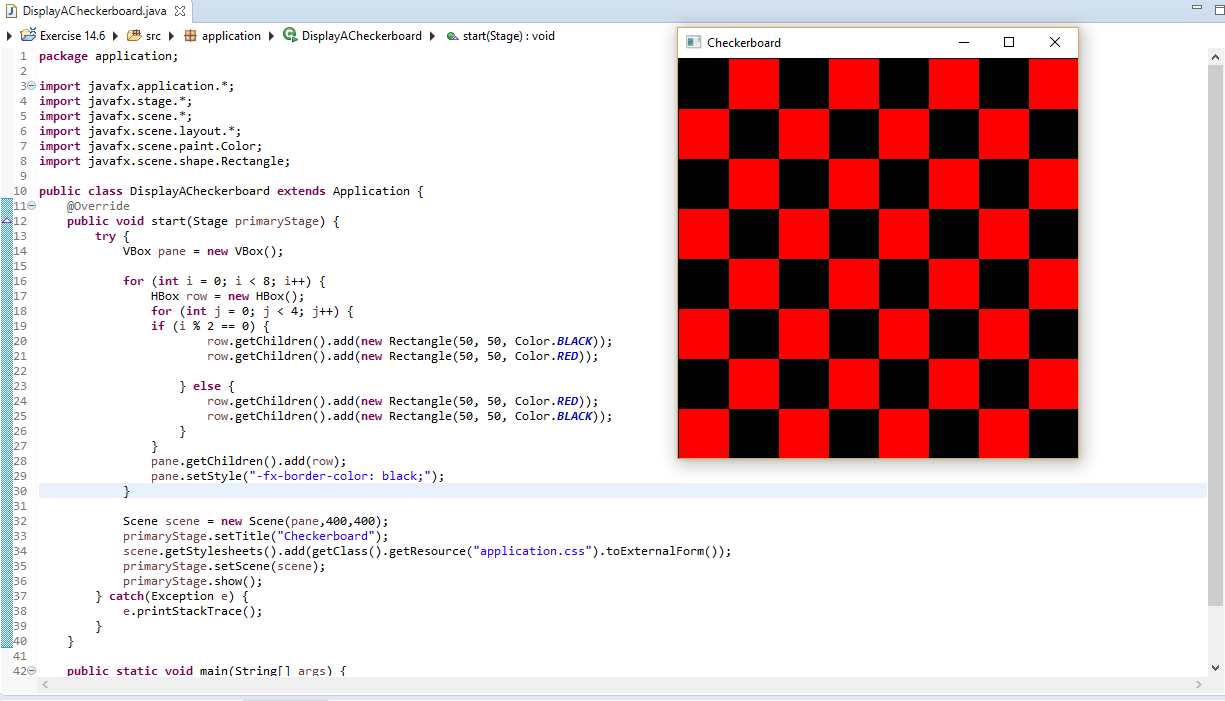 DisplayACheckerboard.java
Exercise 14.6 src application DisplayACheckerboard start(Stage) : void
Checkerboard
1 package application;
2
3 import javafx.application.*;
4 import javafx.stage.*;
5 import javafx.scene.*;
6 import javafx.scene.layout.*;
7 import javafx.scene.paint.Color;
8 import javafx.scene.shape.Rectangle;
9
10 public class DisplayACheckerboard extends Application {
11 @Override
12 public void start(Stage primaryStage) {
13 try {
14 VBox pane = new VBox();
15
16 for (int i = 0; i < 8; i++) {
17 HBox row = new HBox();
18 for (int j = 0; j < 4; j++) {
19 if (i % 2 == 0) {
20 row.getChildren().add(new Rectangle(50, 50, Color.BLACK));
21 row.getChildren().add(new Rectangle(50, 50, Color.RED));
22
23 } else {
24 row.getChildren().add(new Rectangle(50, 50, Color.RED));
25 row.getChildren().add(new Rectangle(50, 50, Color.BLACK));
26 }
27 }
28 pane.getChildren().add(row);
29 pane.setStyle("-fx-border-color: black;");
30 }
31
32 Scene scene = new Scene(pane,400,400);
33 primaryStage.setTitle("Checkerboard");
34 scene.getStylesheets().add(getClass().getResource("application.css").toExternalForm());
35 primaryStage.setScene(scene);
36 primaryStage.show();
37 } catch(Exception e) {
38 e.printStackTrace();
39 }
40 }
41
42 public static void main(String[] args) {